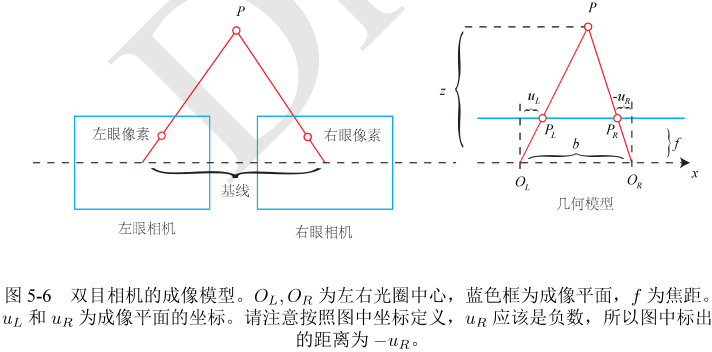 P
左眼像素
右眼像素
基线
左眼相机
右眼相机
P
z
u_L
-u_R
P_L
P_R
f
b
x
O_L
O_R
几何模型
图 5-6 双目相机的成像模型。O_L, O_R 为左右光圈中心，蓝色框为成像平面，f 为焦距。
u_L 和 u_R 为成像平面的坐标。请注意按照图中坐标定义，u_R 应该是负数，所以图中标出
的距离为 −u_R。